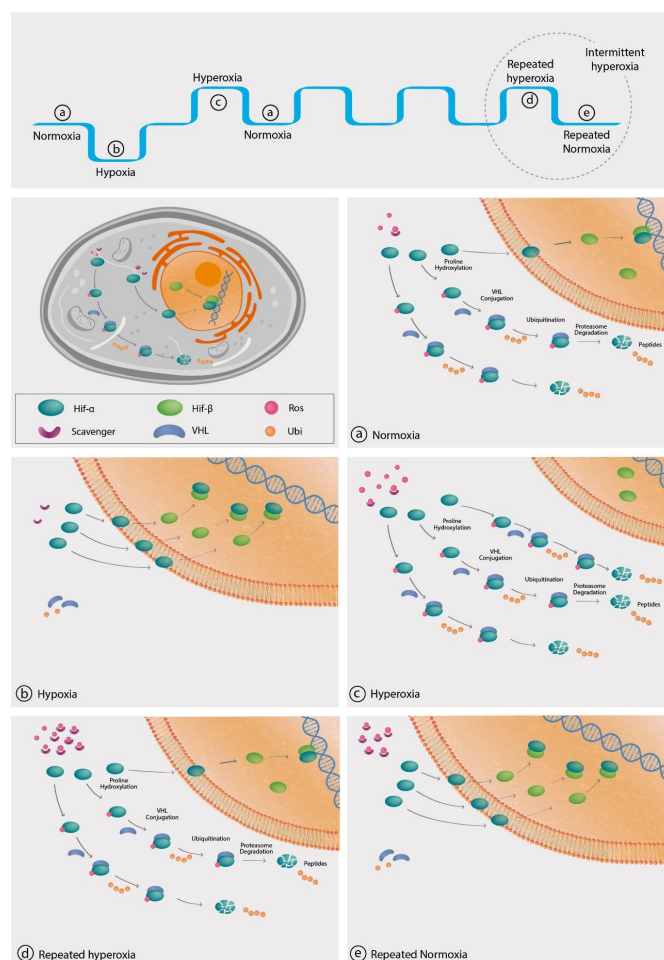 Intermittent
hyperoxia
Repeated
hyperoxia
Hyperoxia
a
c
a
d
e
Normoxia
b
Normoxia
Repeated
Normoxia
Hypoxia
Proline
Hydroxylation
VHL
Conjugation
Ubiquitination
Proteasome
Degradation
Peptides
a Normoxia
Hif-α
Hif-β
Ros
Scavenger
VHL
Ubi
b Hypoxia
Proline
Hydroxylation
VHL
Conjugation
Ubiquitination
Proteasome
Degradation
Peptides
c Hyperoxia
Proline
Hydroxylation
VHL
Conjugation
Ubiquitination
Proteasome
Degradation
Peptides
d Repeated hyperoxia
e Repeated Normoxia